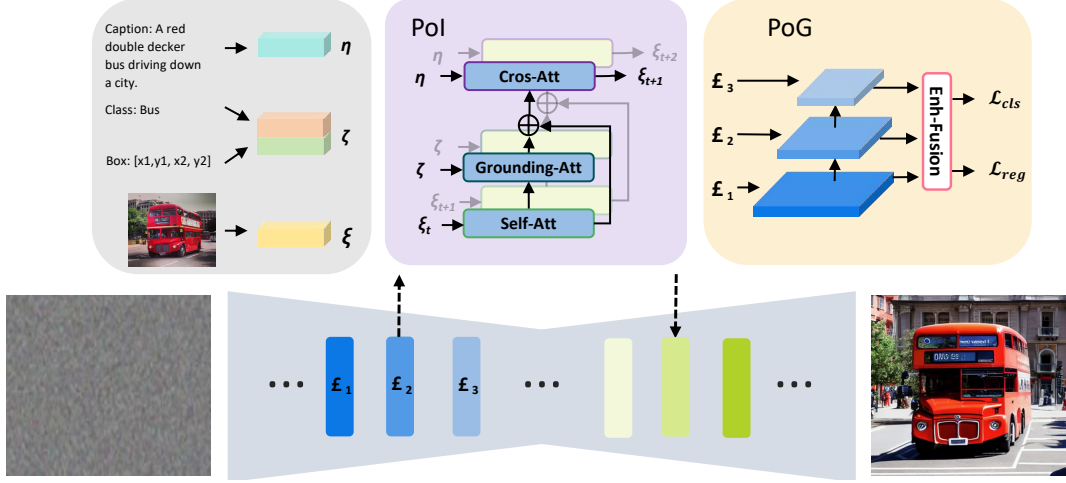 Caption: A red
double decker
bus driving down
a city.
η
Class: Bus
ζ
Box: [x1,y1, x2, y2]
ξ
PoI
η
ξt+2
η
Cros-Att
ξt+1
ζ
ζ
Grounding-Att
ξt+1
ξt
Self-Att
PoG
£ 3
£ 2
£ 1
Enh-Fusion
ℒcls
ℒreg
£ 1
£ 2
£ 3